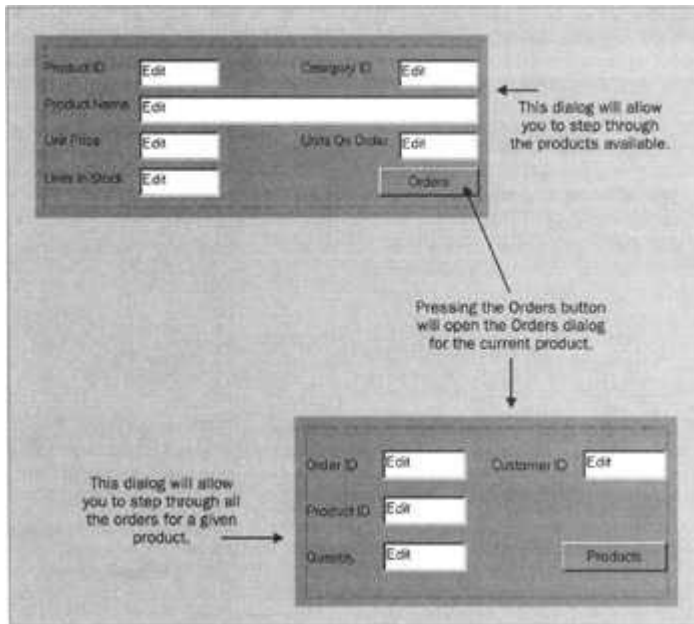 Product ID Edit Category ID Edit
Product Name Edit
Unit Price Edit Units On Order Edit
Units In Stock Edit Orders
This dialog will allow
you to step through
the products available.
Pressing the Orders button
will open the Orders dialog
for the current product.
Order ID Edit Customer ID Edit
Product ID Edit
Quantity Edit Products
This dialog will allow
you to step through all
the orders for a given
product.